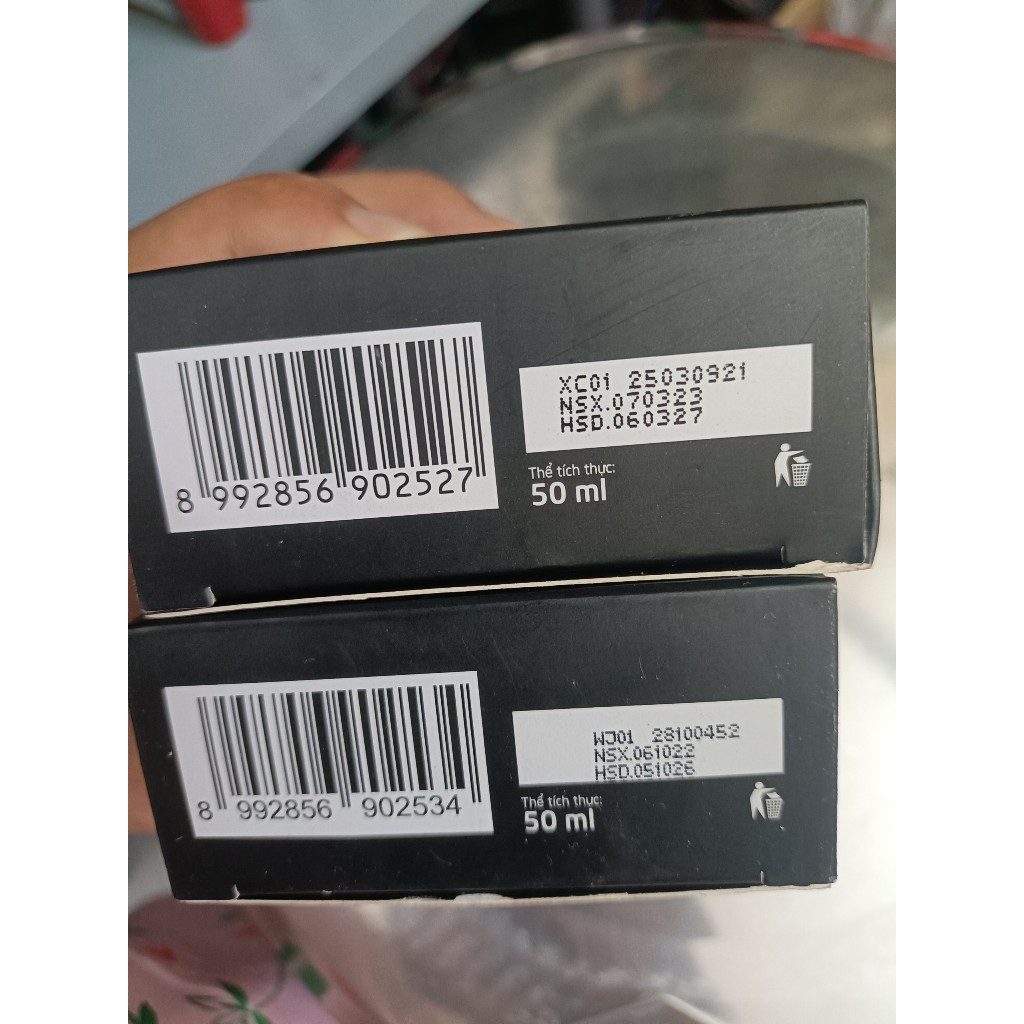 8 992856 902527
XC01 25030921
NSX.070323
HSD.060327
Thể tích thực:
50 ml
8 992856 902534
WJ01 28100452
NSX.061022
HSD.051026
Thể tích thực:
50 ml